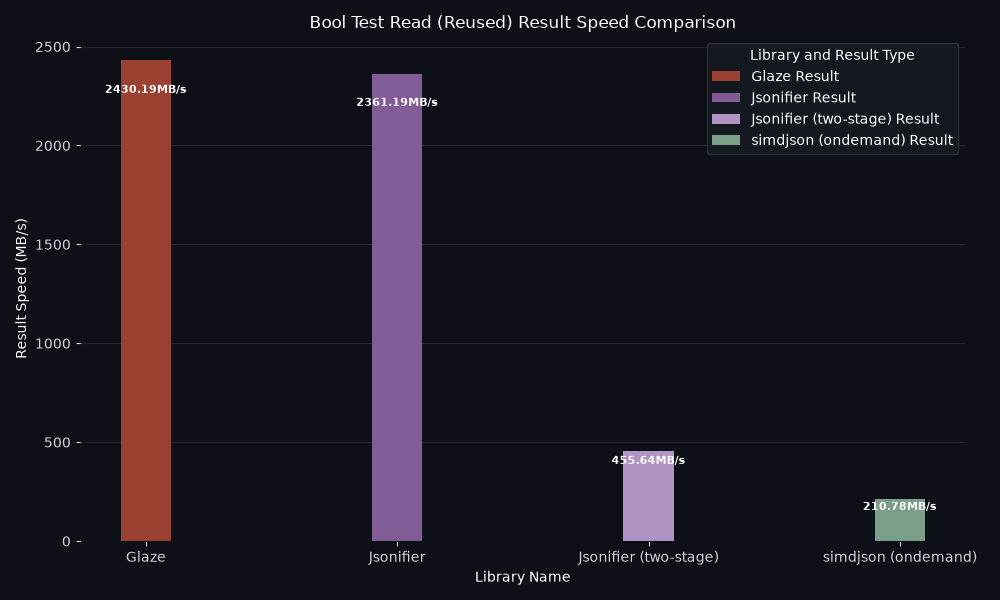 Bool Test Read (Reused) Result Speed Comparison
Library and Result Type
Glaze Result
Jsonifier Result
Jsonifier (two-stage) Result
simdjson (ondemand) Result
Result Speed (MB/s)
2500
2000
1500
1000
500
0
2430.19MB/s
2361.19MB/s
455.64MB/s
210.78MB/s
Glaze
Jsonifier
Jsonifier (two-stage)
simdjson (ondemand)
Library Name